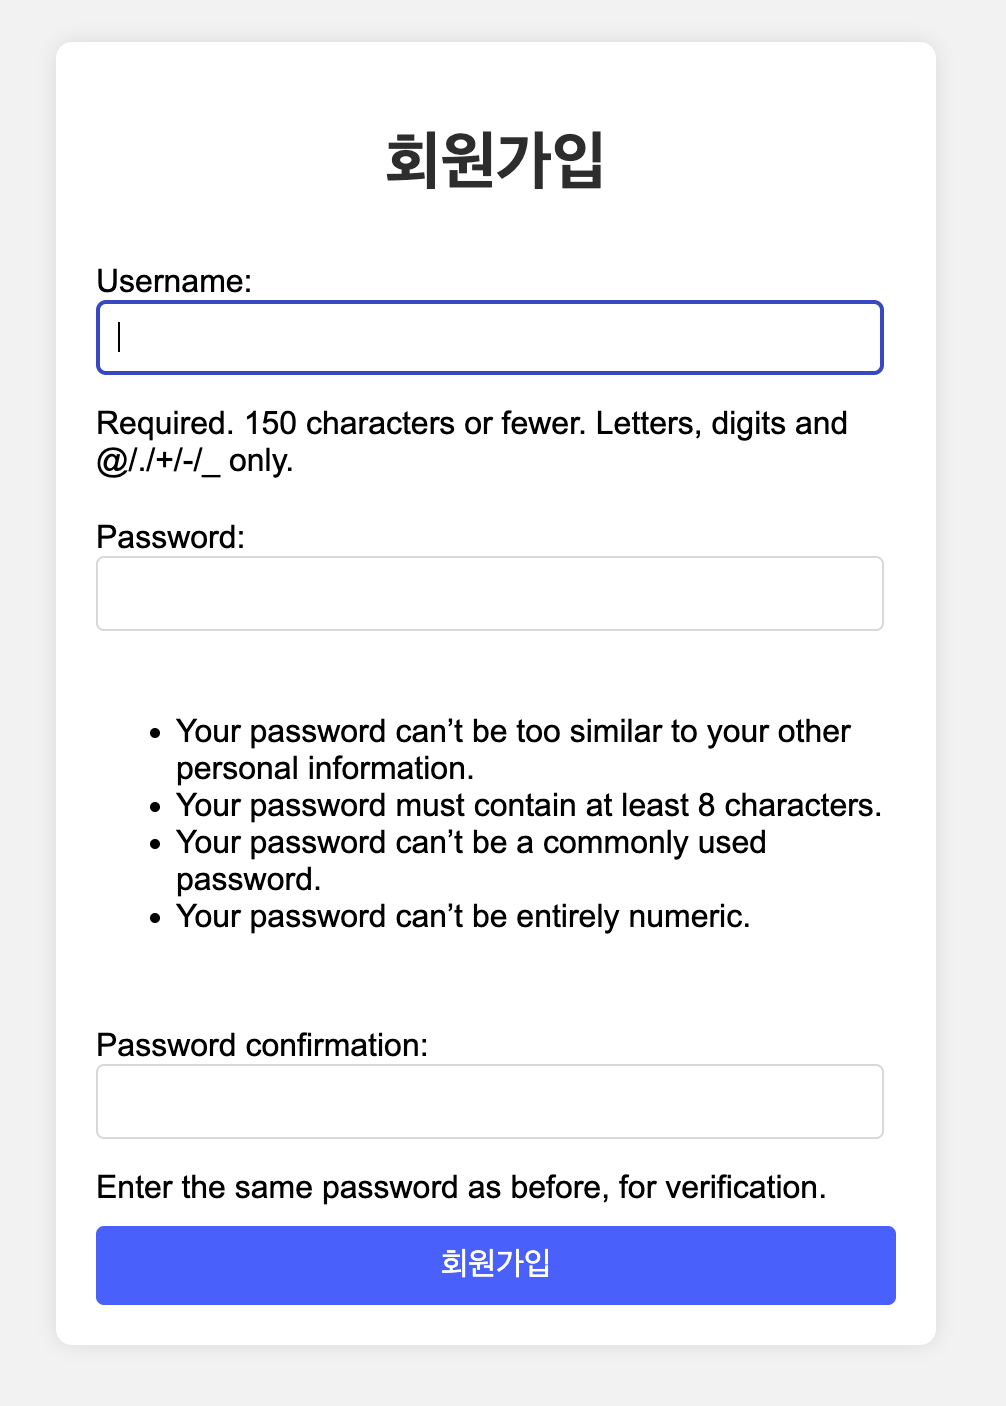 회원가입
Username:
Required. 150 characters or fewer. Letters, digits and
@/./+/-/_ only.
Password:
• Your password can’t be too similar to your other
personal information.
• Your password must contain at least 8 characters.
• Your password can’t be a commonly used
password.
• Your password can’t be entirely numeric.
Password confirmation:
Enter the same password as before, for verification.
회원가입